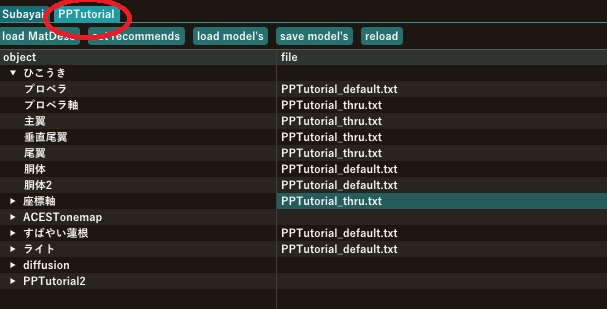 Subayai PPTutorial
load MatDesc set recommends load model's save model's reload
object file
ひこうき
プロペラ PPTutorial_default.txt
プロペラ軸 PPTutorial_thru.txt
主翼 PPTutorial_thru.txt
垂直尾翼 PPTutorial_thru.txt
尾翼 PPTutorial_thru.txt
胴体 PPTutorial_default.txt
胴体2 PPTutorial_default.txt
座標軸 PPTutorial_thru.txt
ACESTonemap
すばやい蓮根 PPTutorial_default.txt
ライト PPTutorial_default.txt
diffusion
PPTutorial2